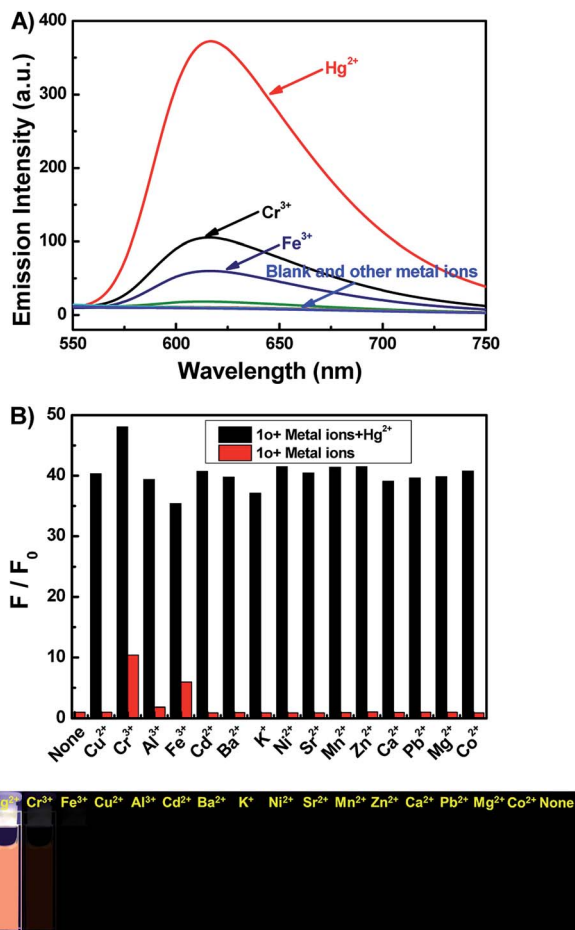 A)
400
300
200
100
0
Emission Intensity (a.u.)
Hg²⁺
Cr³⁺
Fe³⁺
Blank and other metal ions
550 600 650 700 750
Wavelength (nm)
B)
50
40
30
20
10
0
F / F₀
1o+ Metal ions+Hg²⁺
1o+ Metal ions
None Cu²⁺ Cr³⁺ Al³⁺ Fe³⁺ Cd²⁺ Ba²⁺ K⁺ Ni²⁺ Sr²⁺ Mn²⁺ Zn²⁺ Ca²⁺ Pb²⁺ Mg²⁺ Co²⁺
g²⁺ Cr³⁺ Fe³⁺ Cu²⁺ Al³⁺ Cd²⁺ Ba²⁺ K⁺ Ni²⁺ Sr²⁺ Mn²⁺ Zn²⁺ Ca²⁺ Pb²⁺ Mg²⁺ Co²⁺ None